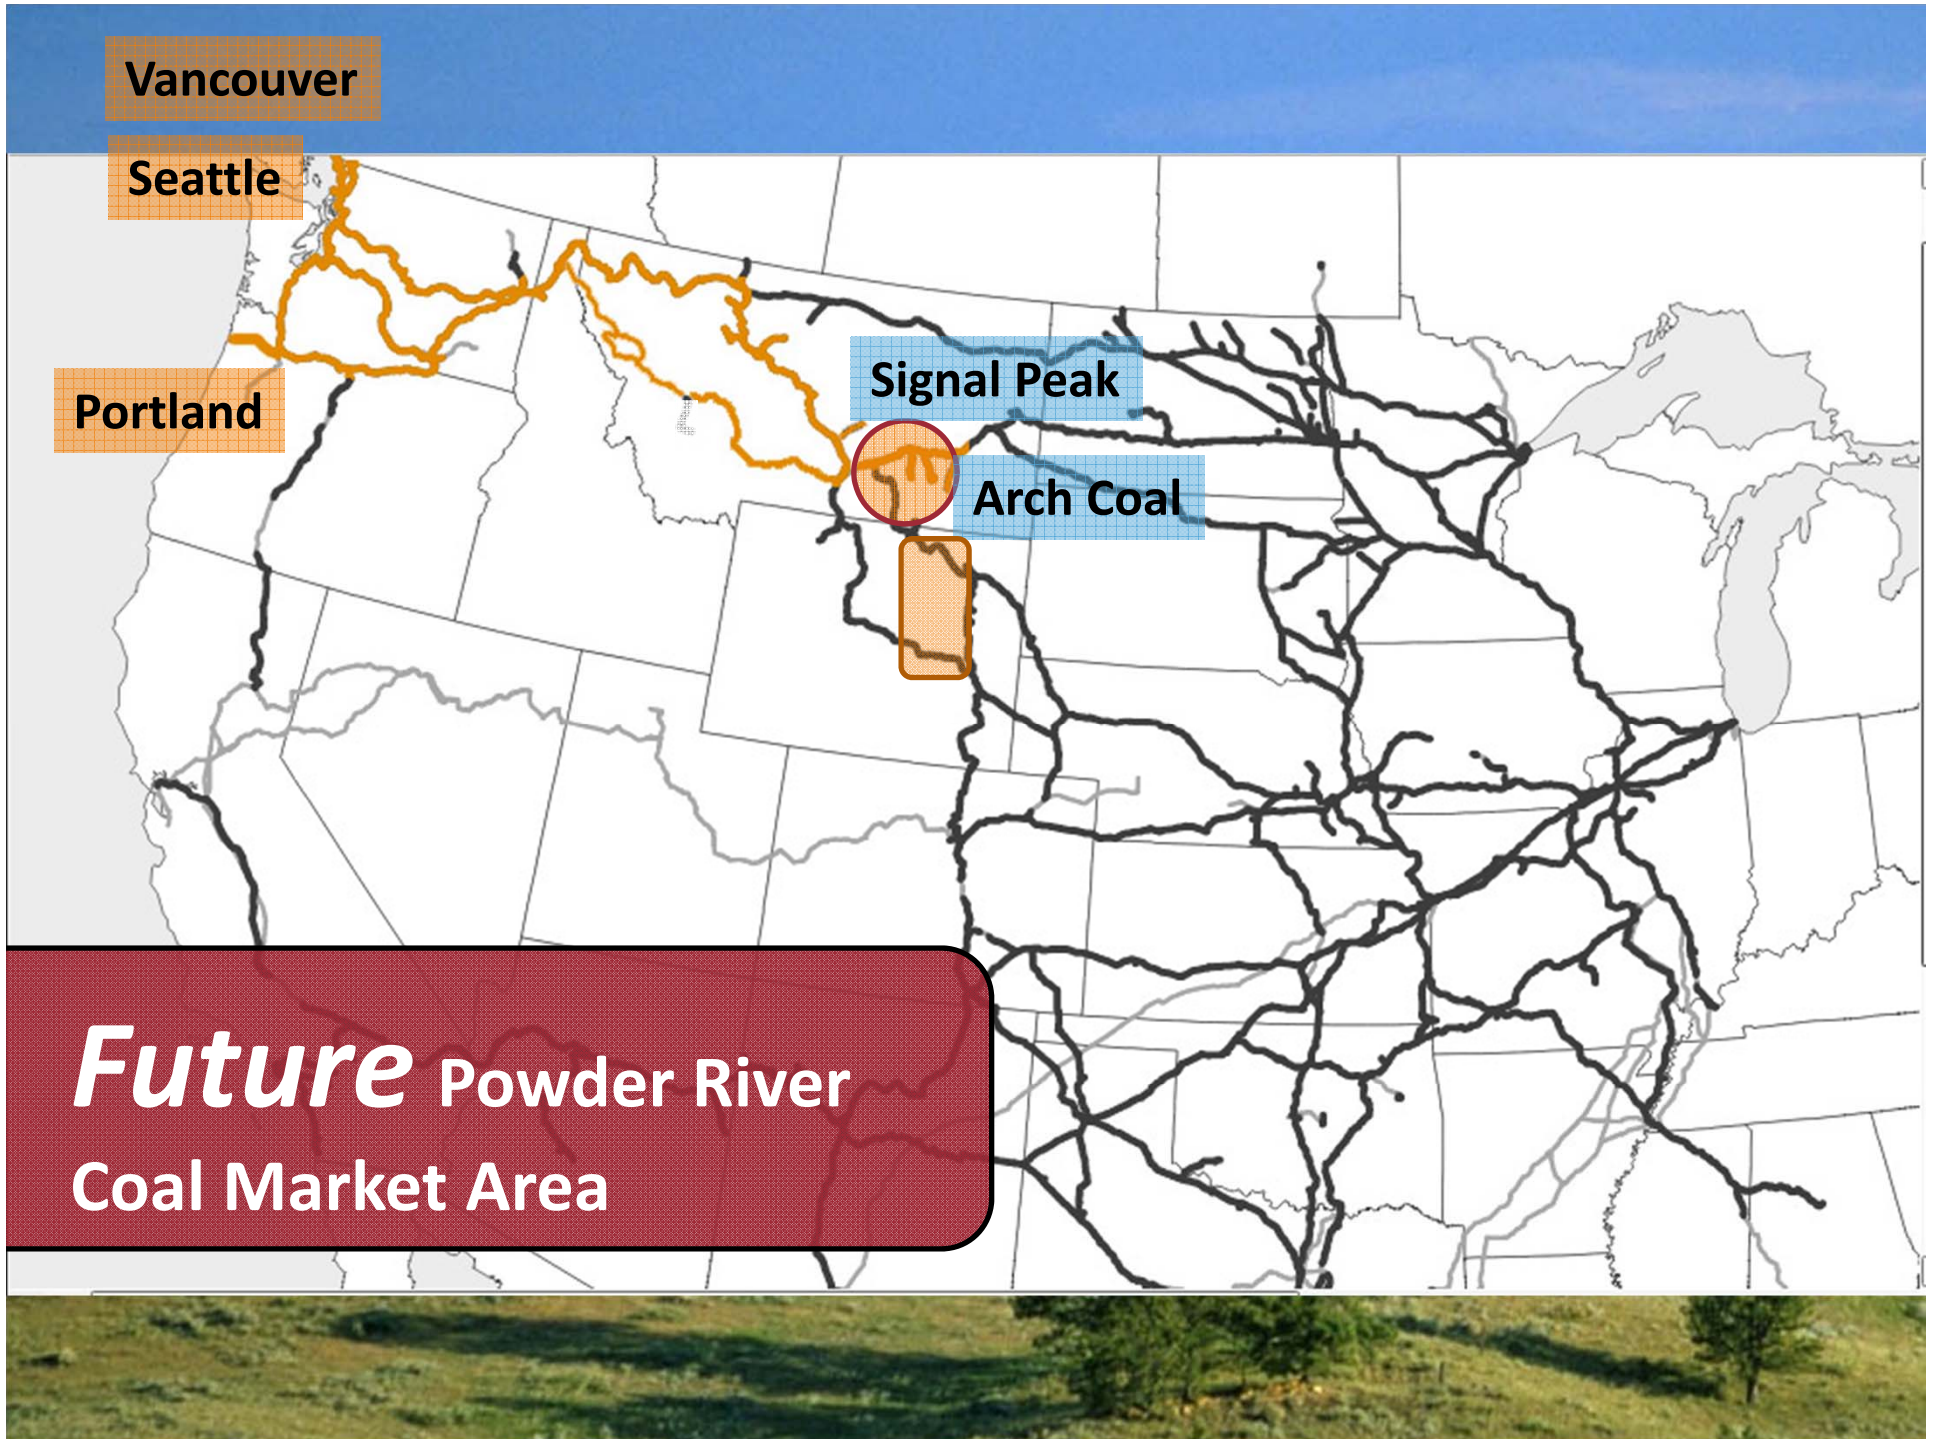 Vancouver
Seattle
Portland
Signal Peak
Arch Coal
Future Powder River
Coal Market Area